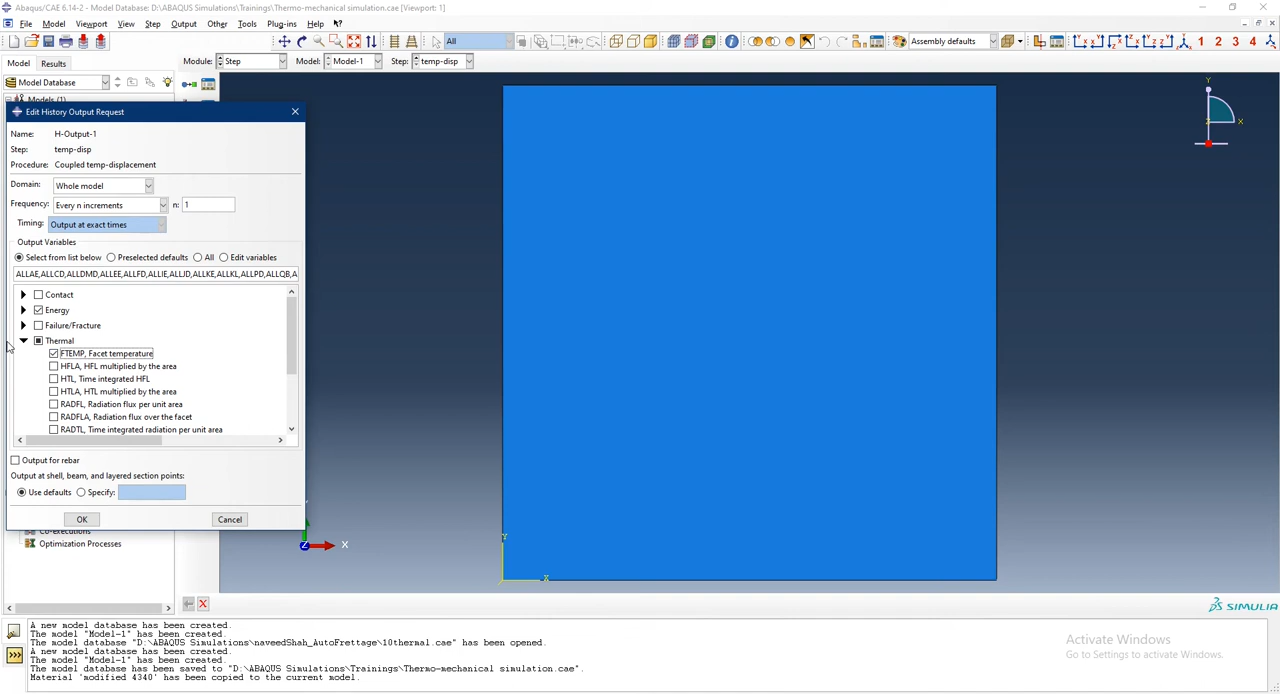 Abaqus/CAE 6.14-2 - Model Database: D:\ABAQUS Simulations\Trainings\Thermo-mechanical simulation.cae [Viewport: 1]
File Model Viewport View Step Output Other Tools Plug-ins Help
All Assembly defaults 1 2 3 4
Model Results Module: Step Model: Model-1 Step: temp-disp
Model Database
Models (1)
Edit History Output Request
Name: H-Output-1
Step: temp-disp
Procedure: Coupled temp-displacement
Domain: Whole model
Frequency: Every n increments n: 1
Timing: Output at exact times
Output Variables
Select from list below Preselected defaults All Edit variables
ALLAE,ALLCD,ALLDMD,ALLEE,ALLFD,ALLIE,ALLJD,ALLKE,ALLKL,ALLPD,ALLQB,A
Contact
Energy
Failure/Fracture
Thermal
FTEMP, Facet temperature
HFLA, HFL multiplied by the area
HTL, Time integrated HFL
HTLA, HTL multiplied by the area
RADFL, Radiation flux per unit area
RADFLA, Radiation flux over the facet
RADTL, Time integrated radiation per unit area
Output for rebar
Output at shell, beam, and layered section points:
Use defaults Specify:
OK Cancel
Co-executions
Optimization Processes
Y
X
Z
X
Y
X
SIMULIA
A new model database has been created.
The model "Model-1" has been created.
The model database "D:\ABAQUS Simulations\naveedShah_AutoFrettage\10thermal.cae" has been opened.
A new model database has been created.
The model "Model-1" has been created.
The model database has been saved to "D:\ABAQUS Simulations\Trainings\Thermo-mechanical simulation.cae".
Material 'modified 4340' has been copied to the current model.
Activate Windows
Go to Settings to activate Windows.